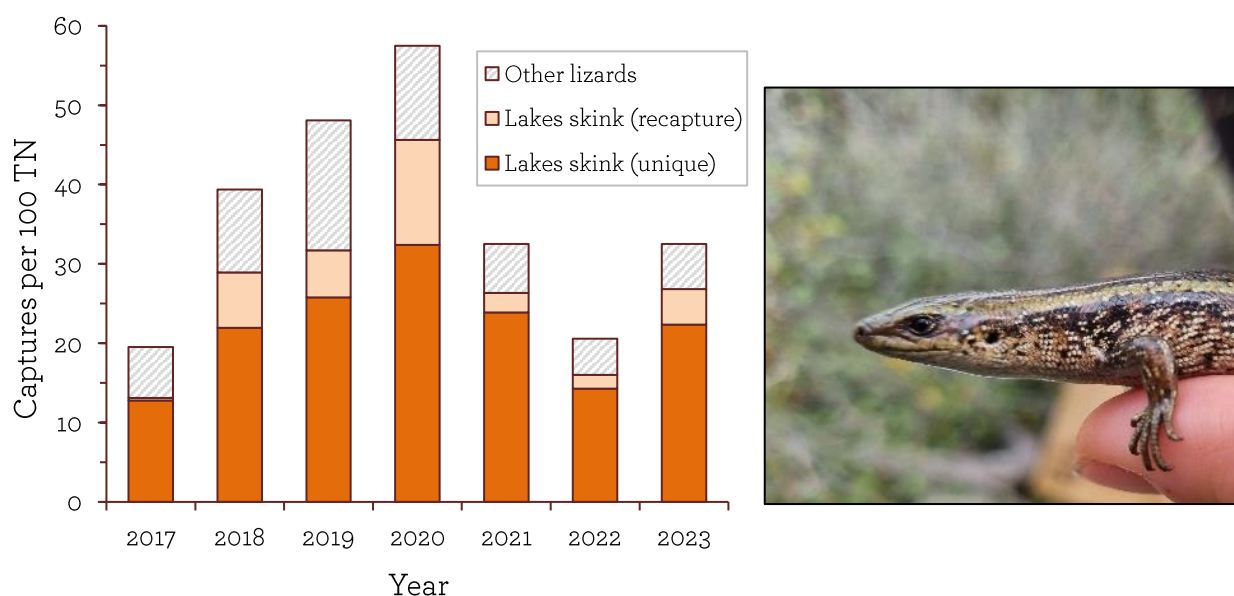 60
50
40
30
20
10
0
Captures per 100 TN
Other lizards
Lakes skink (recapture)
Lakes skink (unique)
2017 2018 2019 2020 2021 2022 2023
Year